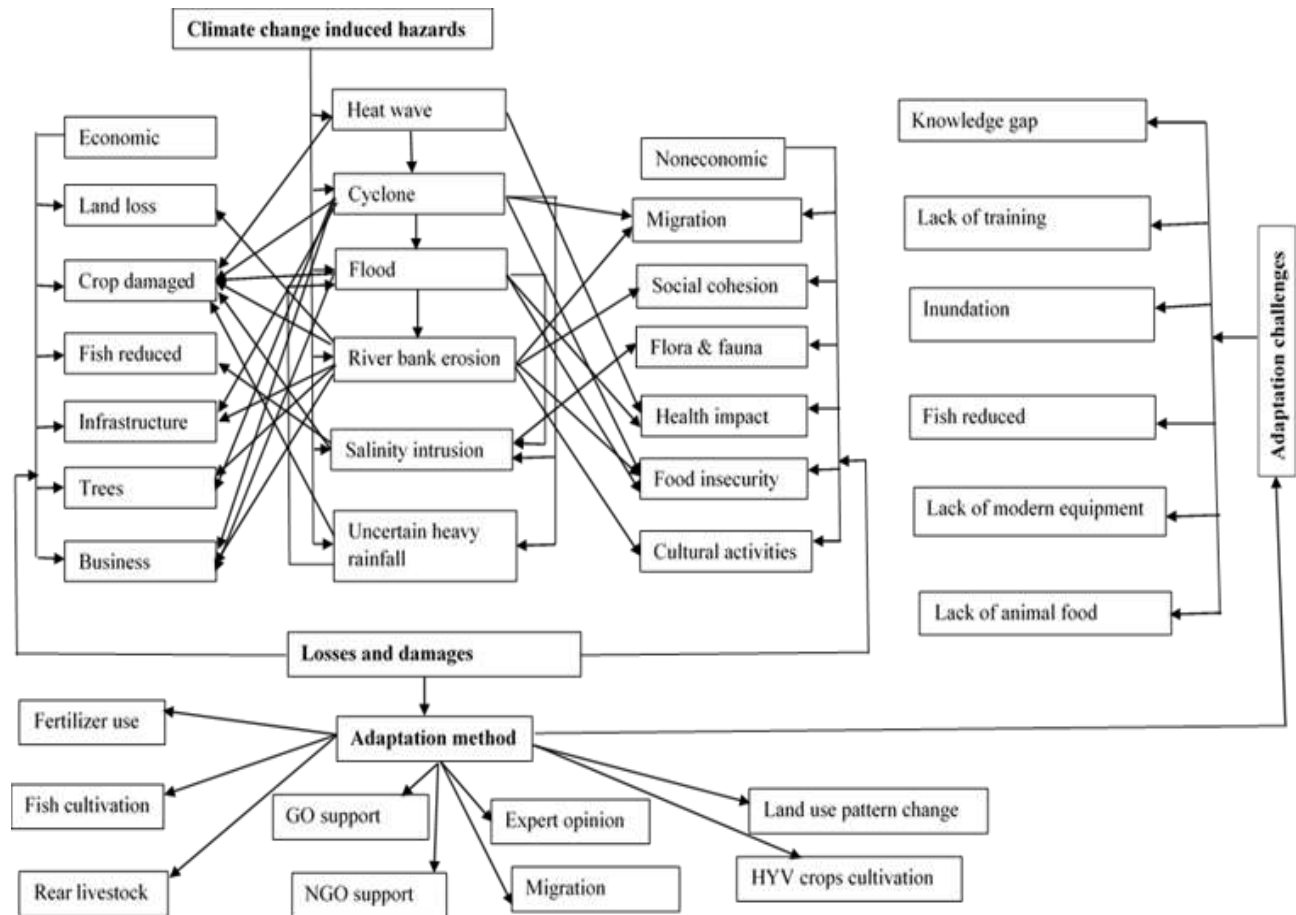 Climate change induced hazards
Economic
Land loss
Crop damaged
Fish reduced
Infrastructure
Trees
Business
Heat wave
Cyclone
Flood
River bank erosion
Salinity intrusion
Uncertain heavy
rainfall
Noneconomic
Migration
Social cohesion
Flora & fauna
Health impact
Food insecurity
Cultural activities
Knowledge gap
Lack of training
Inundation
Fish reduced
Lack of modern equipment
Lack of animal food
Adaptation challenges
Losses and damages
Adaptation method
Fertilizer use
Fish cultivation
Rear livestock
GO support
NGO support
Expert opinion
Migration
Land use pattern change
HYV crops cultivation